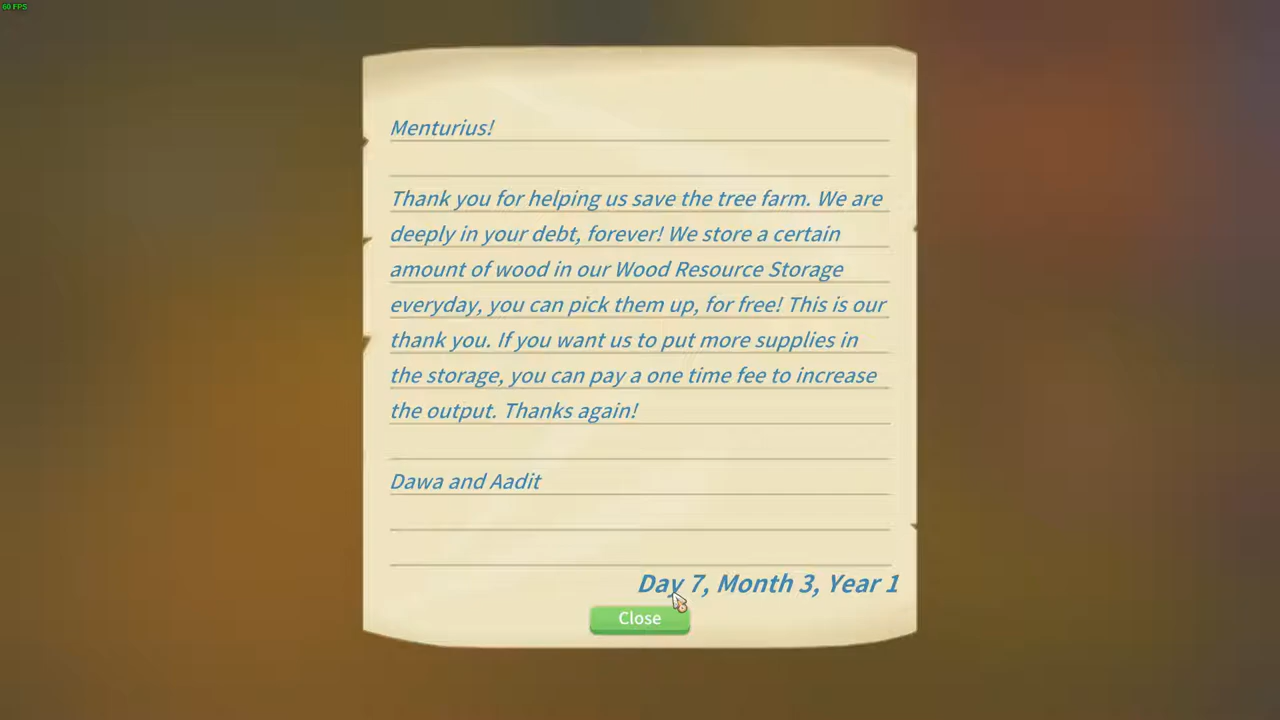 60 FPS
Menturius!
Thank you for helping us save the tree farm. We are
deeply in your debt, forever! We store a certain
amount of wood in our Wood Resource Storage
everyday, you can pick them up, for free! This is our
thank you. If you want us to put more supplies in
the storage, you can pay a one time fee to increase
the output. Thanks again!
Dawa and Aadit
Day 7, Month 3, Year 1
Close